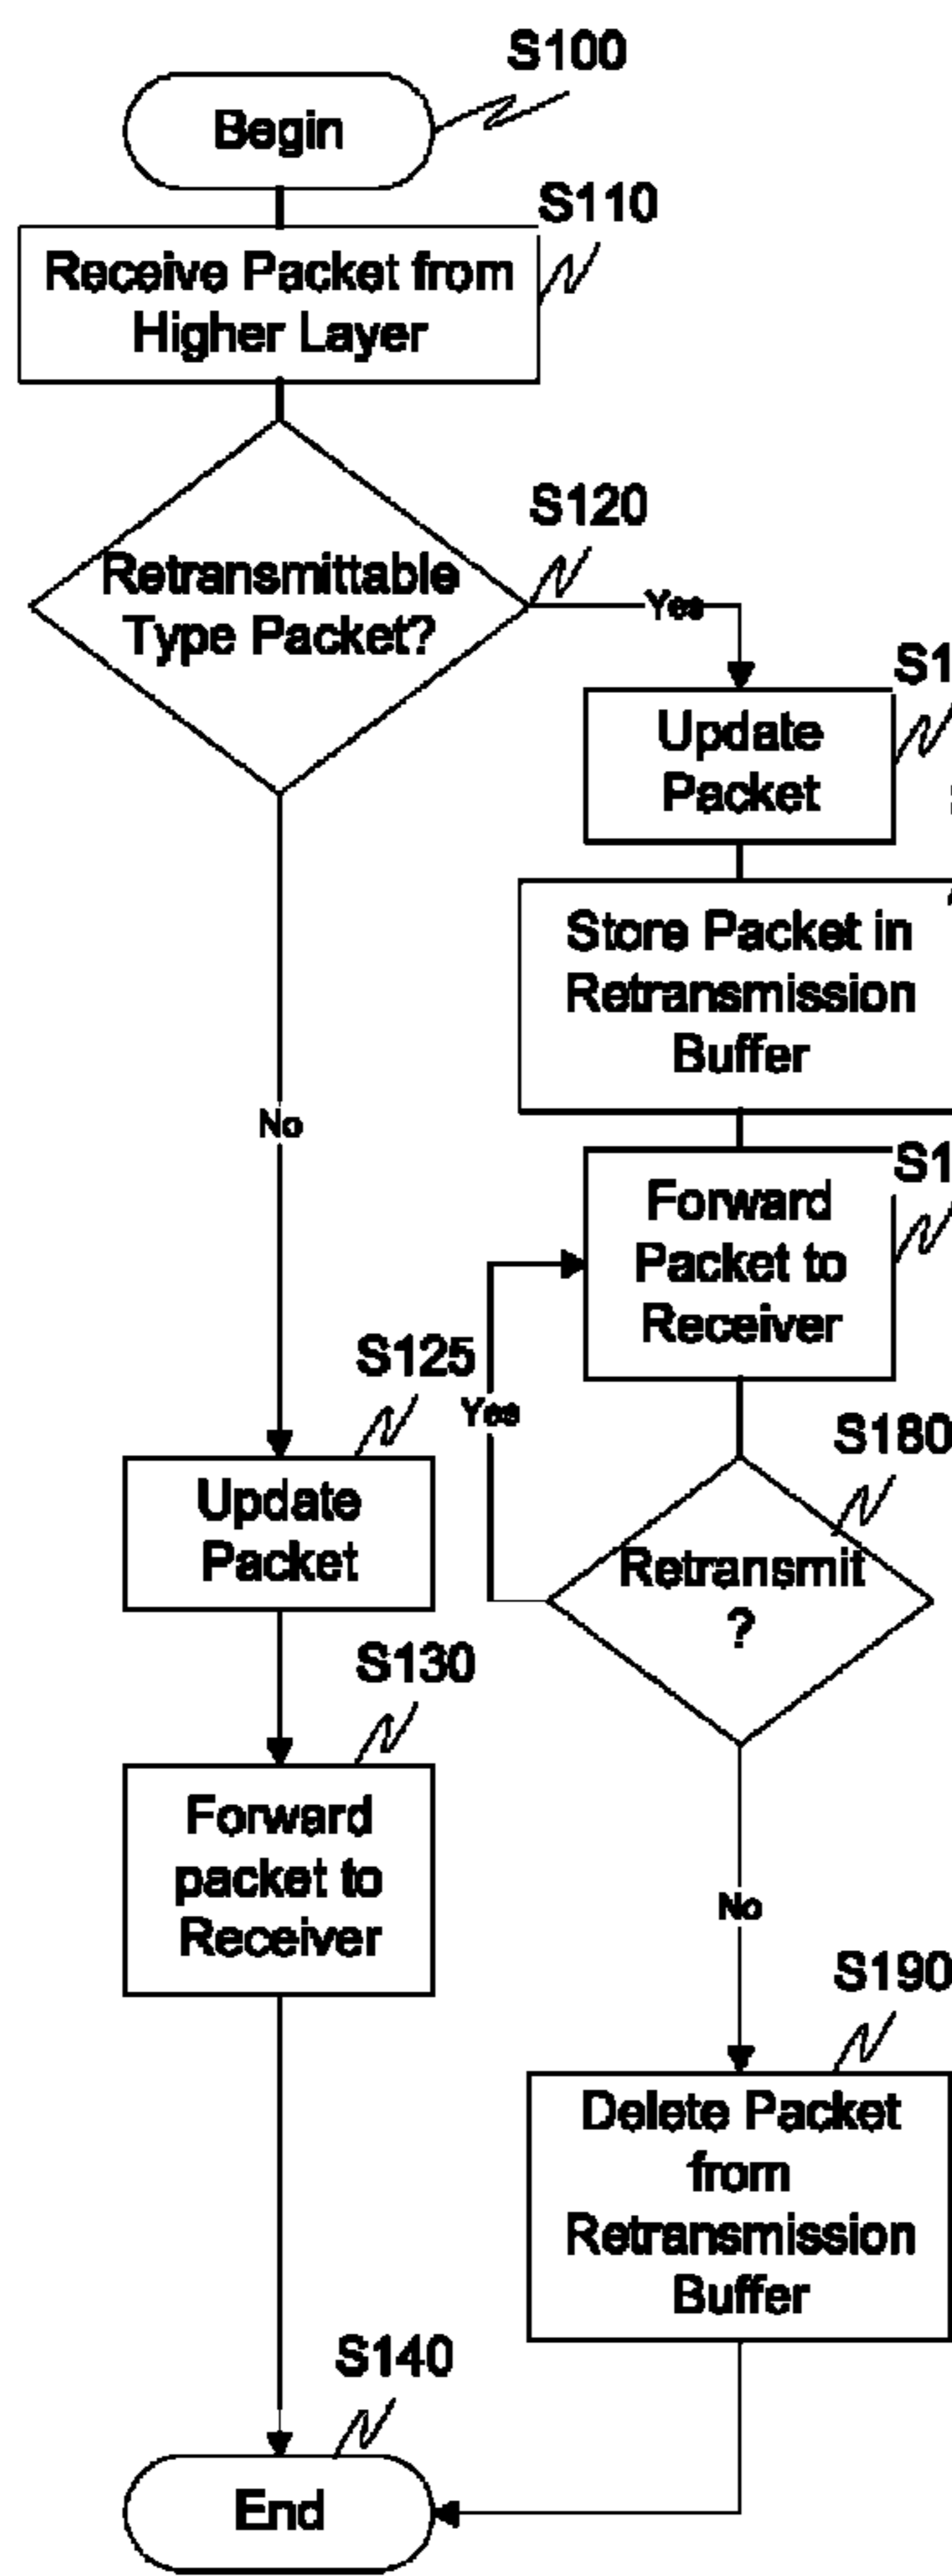 S100
Begin
S110
Receive Packet from
Higher Layer
S120
Retransmittable
Type Packet?
Yes
S1
Update
Packet
Store Packet in
Retransmission
Buffer
No
S1
Forward
Packet to
Receiver
S125
Yes
Update
Packet
S180
Retransmit
?
S130
Forward
packet to
Receiver
No
S190
Delete Packet
from
Retransmission
Buffer
S140
End